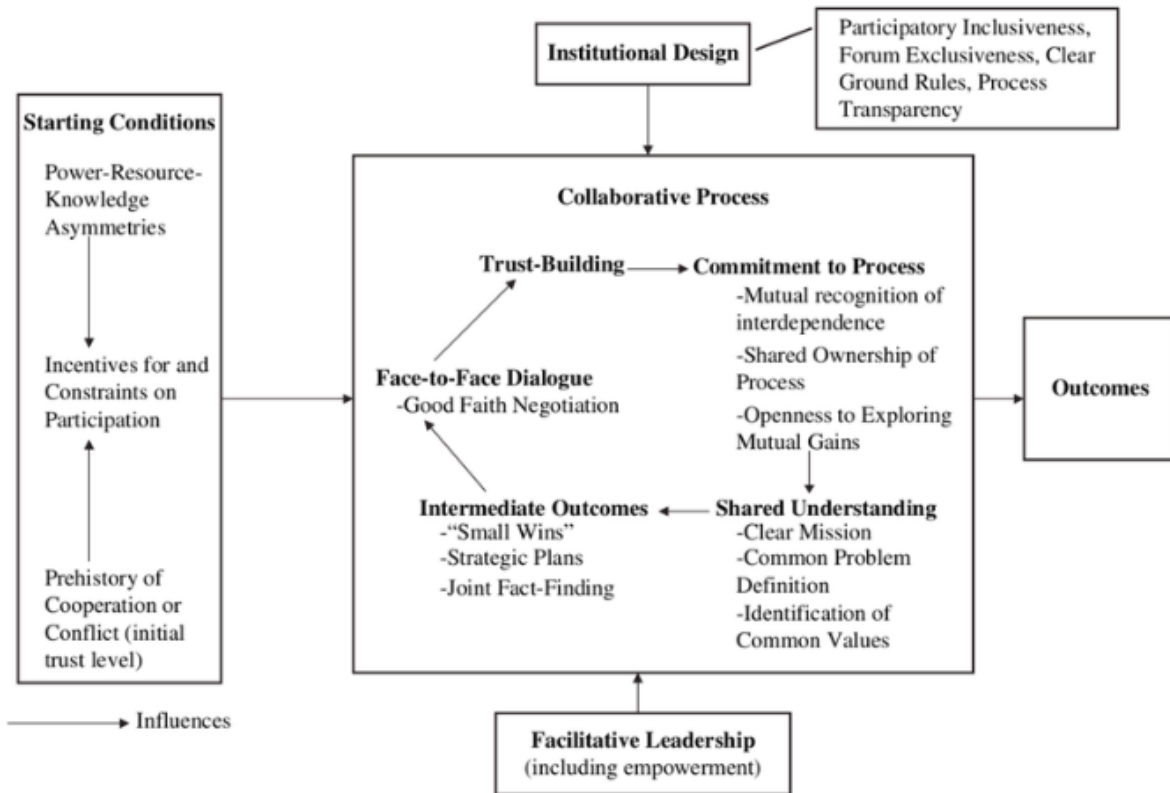 Institutional Design
Participatory Inclusiveness,
Forum Exclusiveness, Clear
Ground Rules, Process
Transparency
Starting Conditions
Power-Resource-
Knowledge
Asymmetries
Incentives for and
Constraints on
Participation
Prehistory of
Cooperation or
Conflict (initial
trust level)
Influences
Collaborative Process
Trust-Building
Commitment to Process
-Mutual recognition of
interdependence
-Shared Ownership of
Process
-Openness to Exploring
Mutual Gains
Face-to-Face Dialogue
-Good Faith Negotiation
Intermediate Outcomes
-“Small Wins”
-Strategic Plans
-Joint Fact-Finding
Shared Understanding
-Clear Mission
-Common Problem
Definition
-Identification of
Common Values
Outcomes
Facilitative Leadership
(including empowerment)